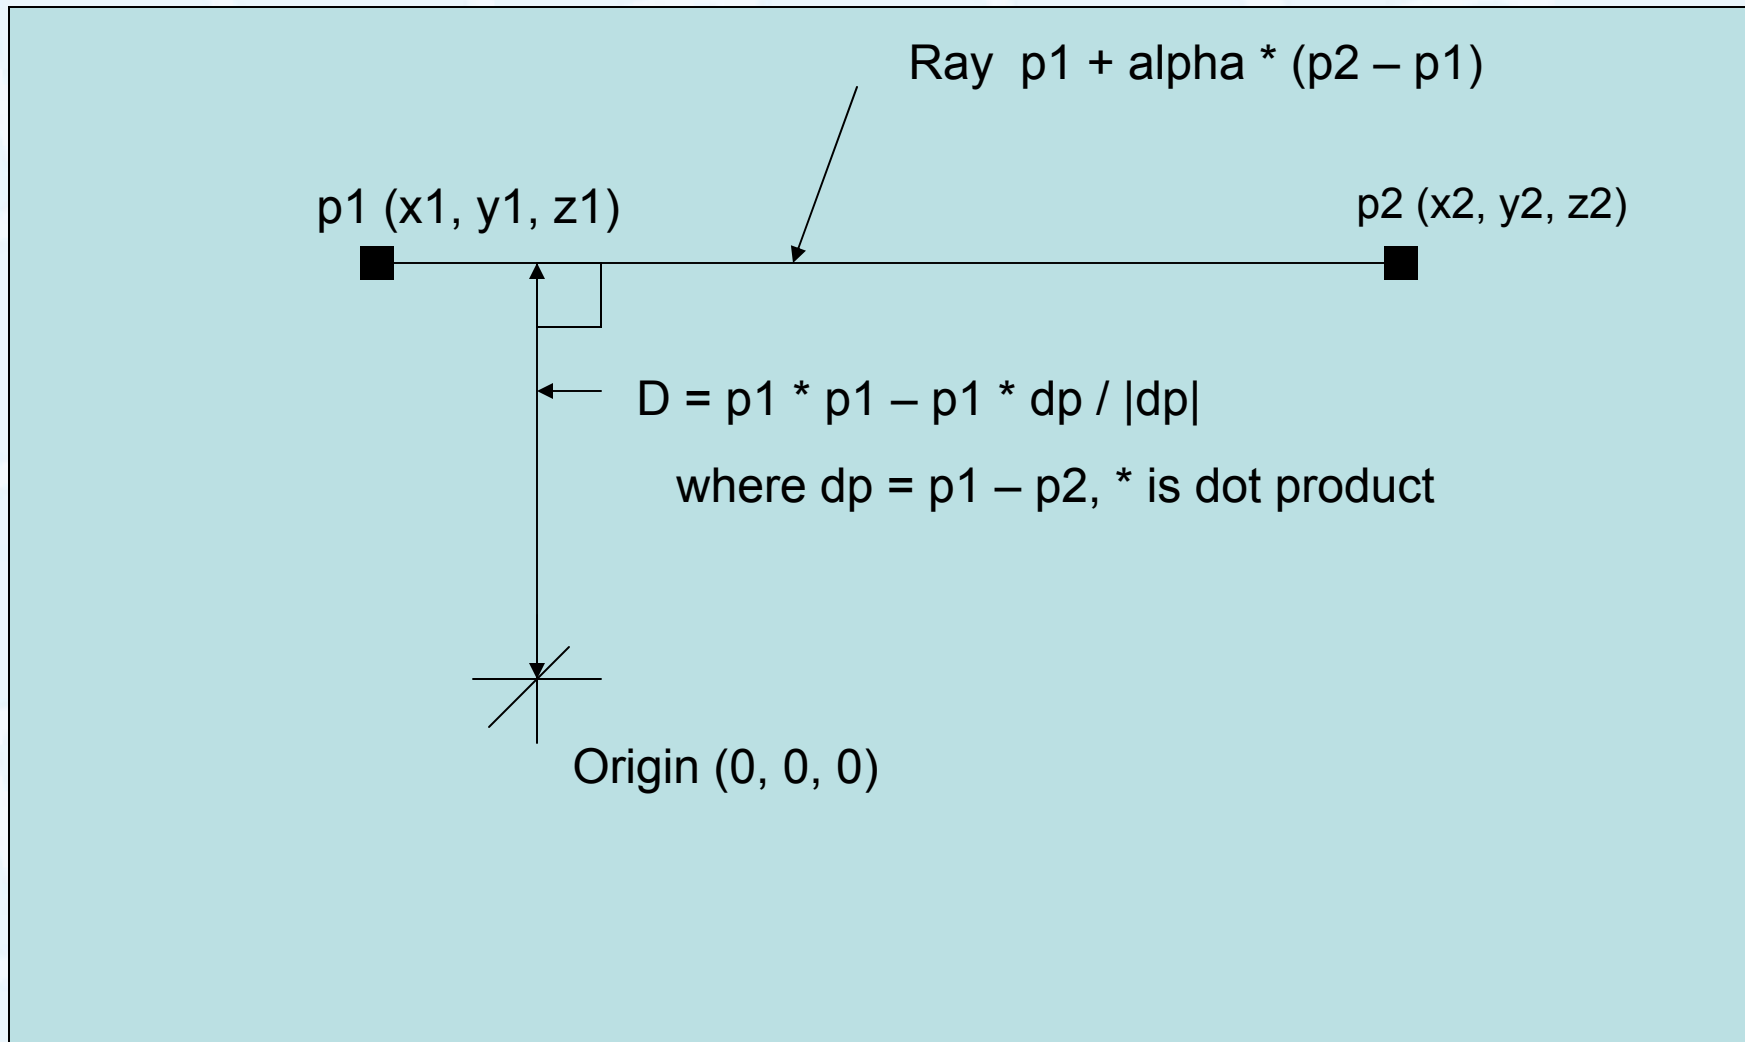 Ray p1 + alpha * (p2 – p1)
p1 (x1, y1, z1)
p2 (x2, y2, z2)
D = p1 * p1 – p1 * dp / |dp|
where dp = p1 – p2, * is dot product
Origin (0, 0, 0)